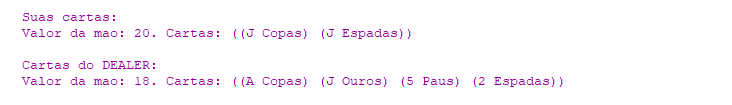 Suas cartas:
Valor da mao: 20. Cartas: ((J Copas) (J Espadas))
Cartas do DEALER:
Valor da mao: 18. Cartas: ((A Copas) (J Ouros) (5 Paus) (2 Espadas))